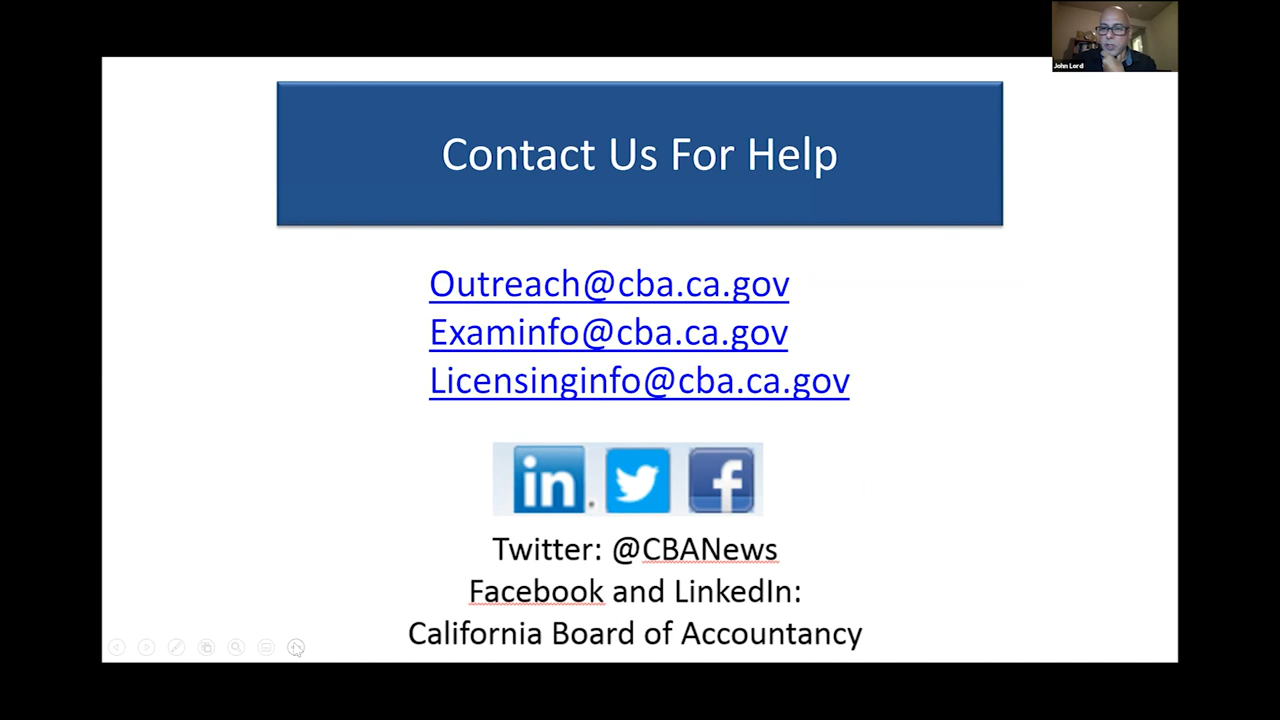 John Lord
Contact Us For Help
Outreach@cba.ca.gov
Examinfo@cba.ca.gov
Licensinginfo@cba.ca.gov
in
f
Twitter: @CBANews
Facebook and LinkedIn:
California Board of Accountancy